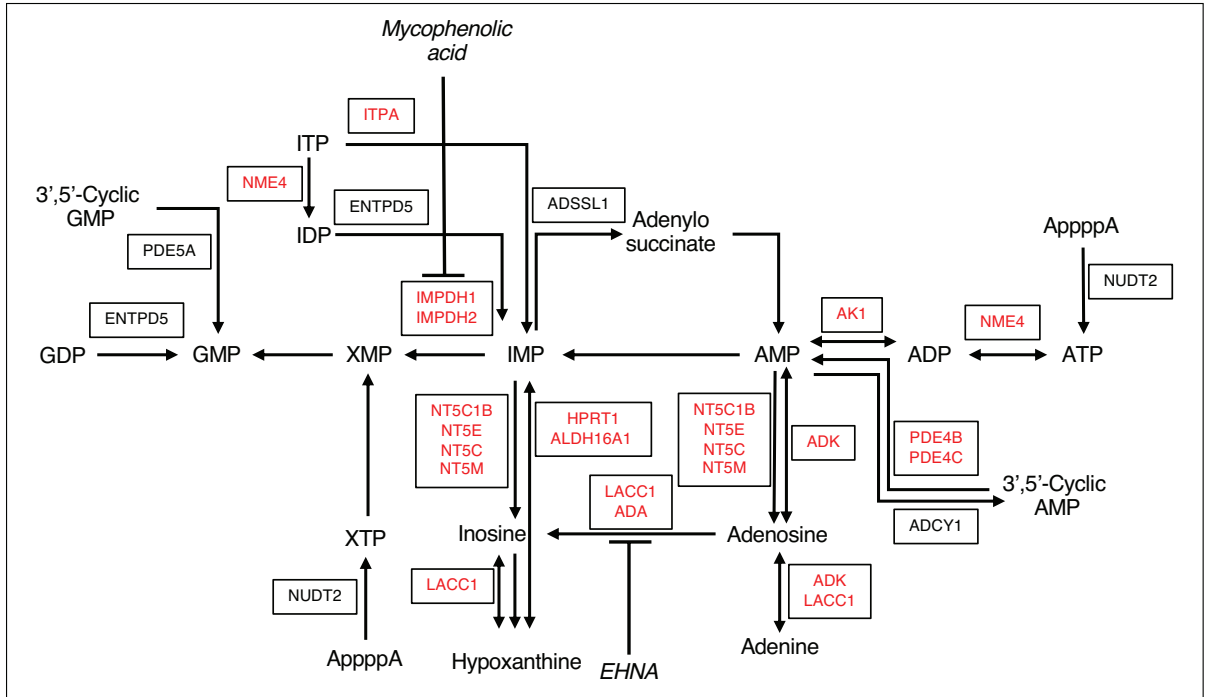 Mycophenolic
acid
ITPA
ITP
NME4
3',5'-Cyclic
GMP
ENTPD5
ADSSL1
IDP
Adenylo
succinate
PDE5A
AppppA
NUDT2
IMPDH1
IMPDH2
ENTPD5
AK1
NME4
GDP
GMP
XMP
IMP
AMP
ADP
ATP
NT5C1B
NT5E
NT5C
NT5M
HPRT1
ALDH16A1
NT5C1B
NT5E
NT5C
NT5M
ADK
PDE4B
PDE4C
LACC1
ADA
3',5'-Cyclic
AMP
ADCY1
XTP
Inosine
Adenosine
NUDT2
LACC1
ADK
LACC1
AppppA
Hypoxanthine
EHNA
Adenine